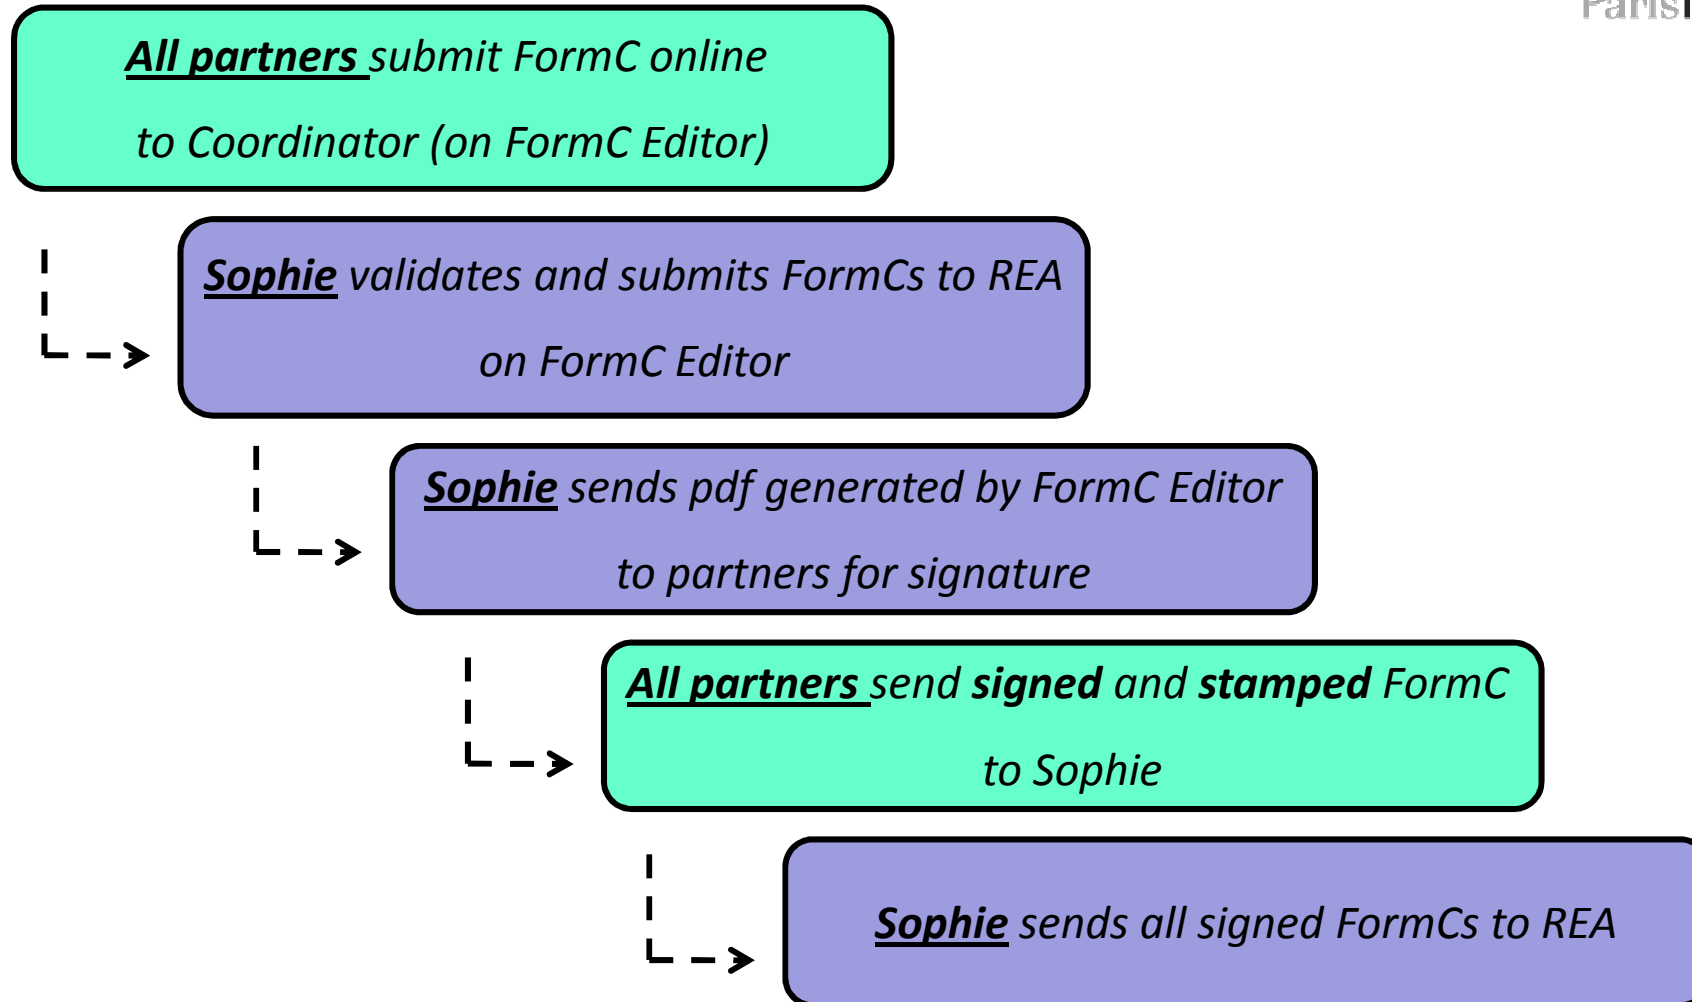 Paris
All partners submit FormC online
to Coordinator (on FormC Editor)
Sophie validates and submits FormCs to REA
on FormC Editor
Sophie sends pdf generated by FormC Editor
to partners for signature
All partners send signed and stamped FormC
to Sophie
Sophie sends all signed FormCs to REA